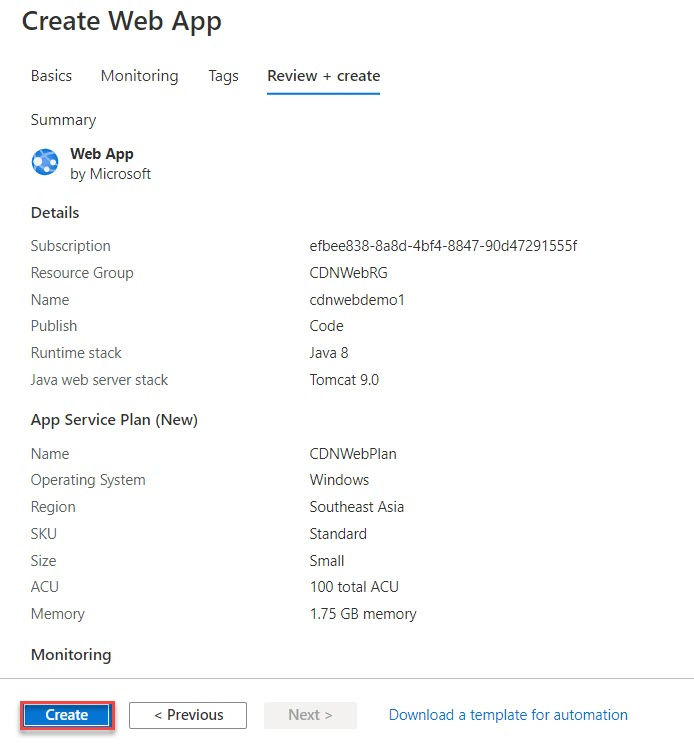 Create Web App
Basics Monitoring Tags Review + create
Summary
Web App
by Microsoft
Details
Subscription efbee838-8a8d-4bf4-8847-90d47291555f
Resource Group CDNWebRG
Name cdnwebdemo1
Publish Code
Runtime stack Java 8
Java web server stack Tomcat 9.0
App Service Plan (New)
Name CDNWebPlan
Operating System Windows
Region Southeast Asia
SKU Standard
Size Small
ACU 100 total ACU
Memory 1.75 GB memory
Monitoring
Create < Previous Next > Download a template for automation